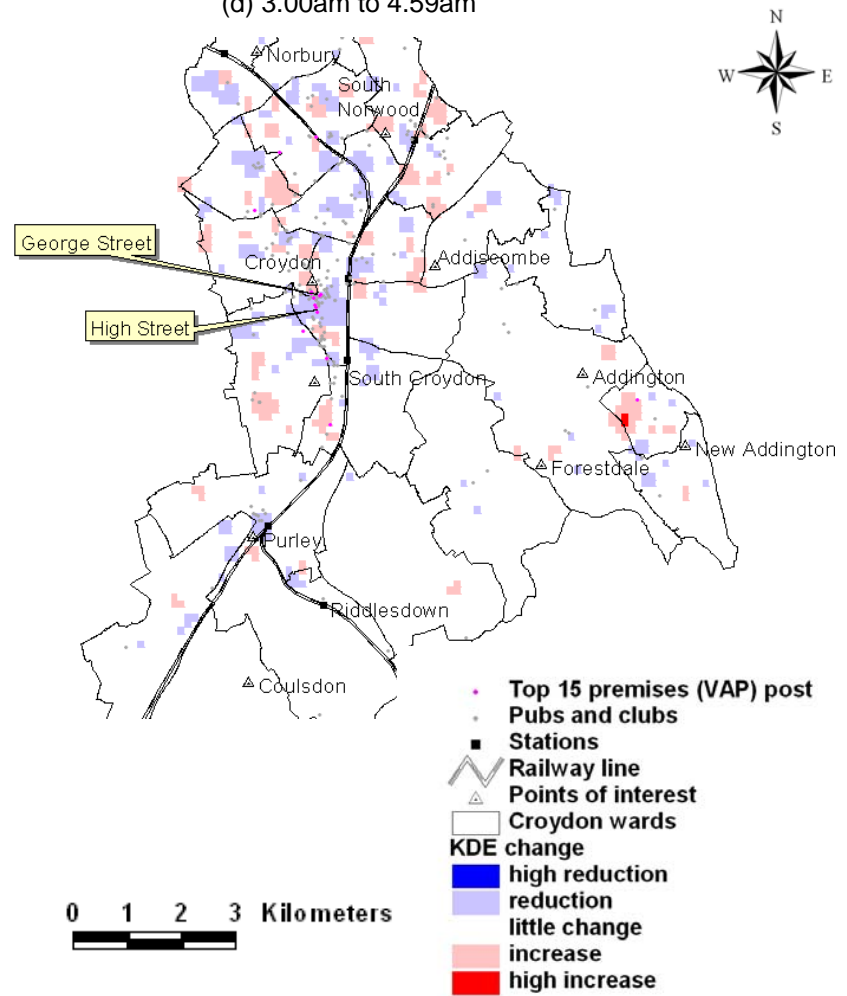 (d) 3.00am to 4.59am
N
W
E
S
Norbury
South
Norwood
George Street
Croydon
Addiscombe
High Street
South Croydon
Addington
New Addington
Forestdale
Purley
Riddlesdown
Coulsdon
Top 15 premises (VAP) post
Pubs and clubs
Stations
Railway line
Points of interest
Croydon wards
KDE change
high reduction
reduction
little change
increase
high increase
0 1 2 3 Kilometers